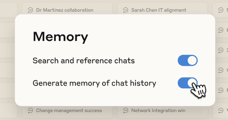 Dr Martinez collaboration
Sarah Chen IT alignment
Memory
Search and reference chats
Generate memory of chat history
Change management success
Network integration win